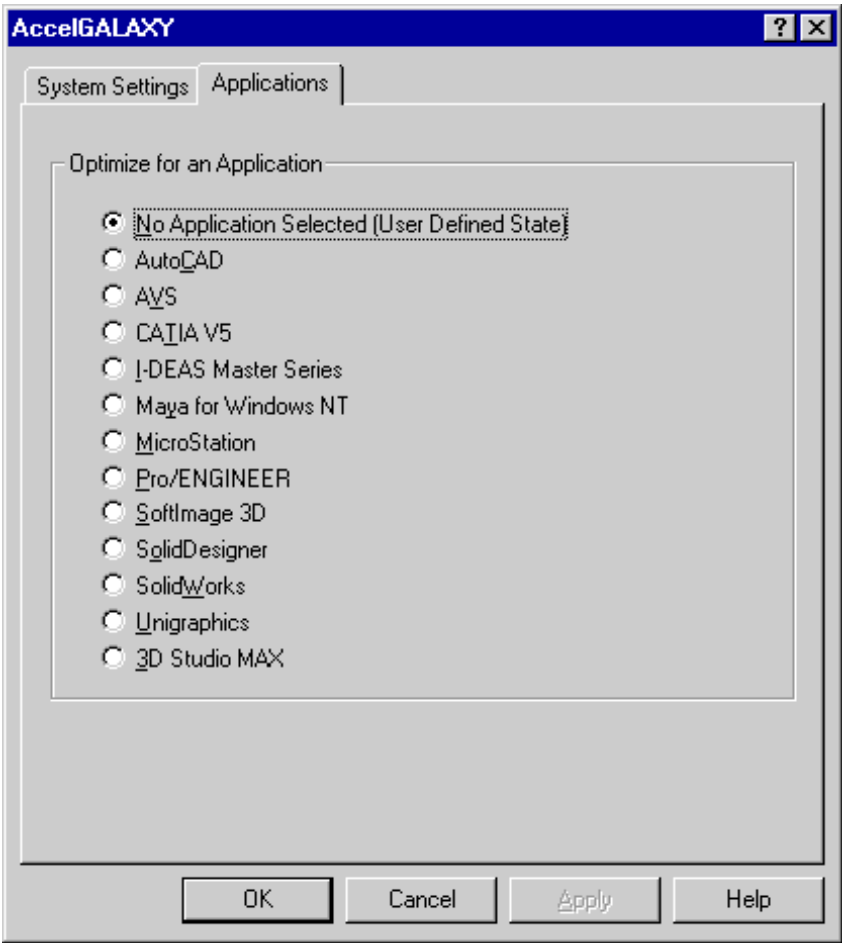 AccelGALAXY
System Settings Applications
Optimize for an Application
No Application Selected (User Defined State)
AutoCAD
AVS
CATIA V5
I-DEAS Master Series
Maya for Windows NT
MicroStation
Pro/ENGINEER
SoftImage 3D
SolidDesigner
SolidWorks
Unigraphics
3D Studio MAX
OK Cancel Apply Help